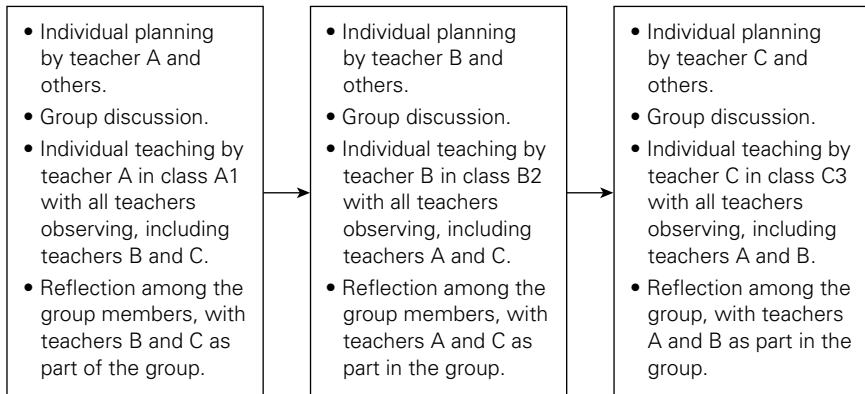 • Individual planning
by teacher A and
others.
• Group discussion.
• Individual teaching by
teacher A in class A1
with all teachers
observing, including
teachers B and C.
• Reflection among the
group members, with
teachers B and C as
part of the group.
• Individual planning
by teacher B and
others.
• Group discussion.
• Individual teaching by
teacher B in class B2
with all teachers
observing, including
teachers A and C.
• Reflection among the
group members, with
teachers A and C as
part in the group.
• Individual planning
by teacher C and
others.
• Group discussion.
• Individual teaching by
teacher C in class C3
with all teachers
observing, including
teachers A and B.
• Reflection among the
group, with teachers
A and B as part in the
group.